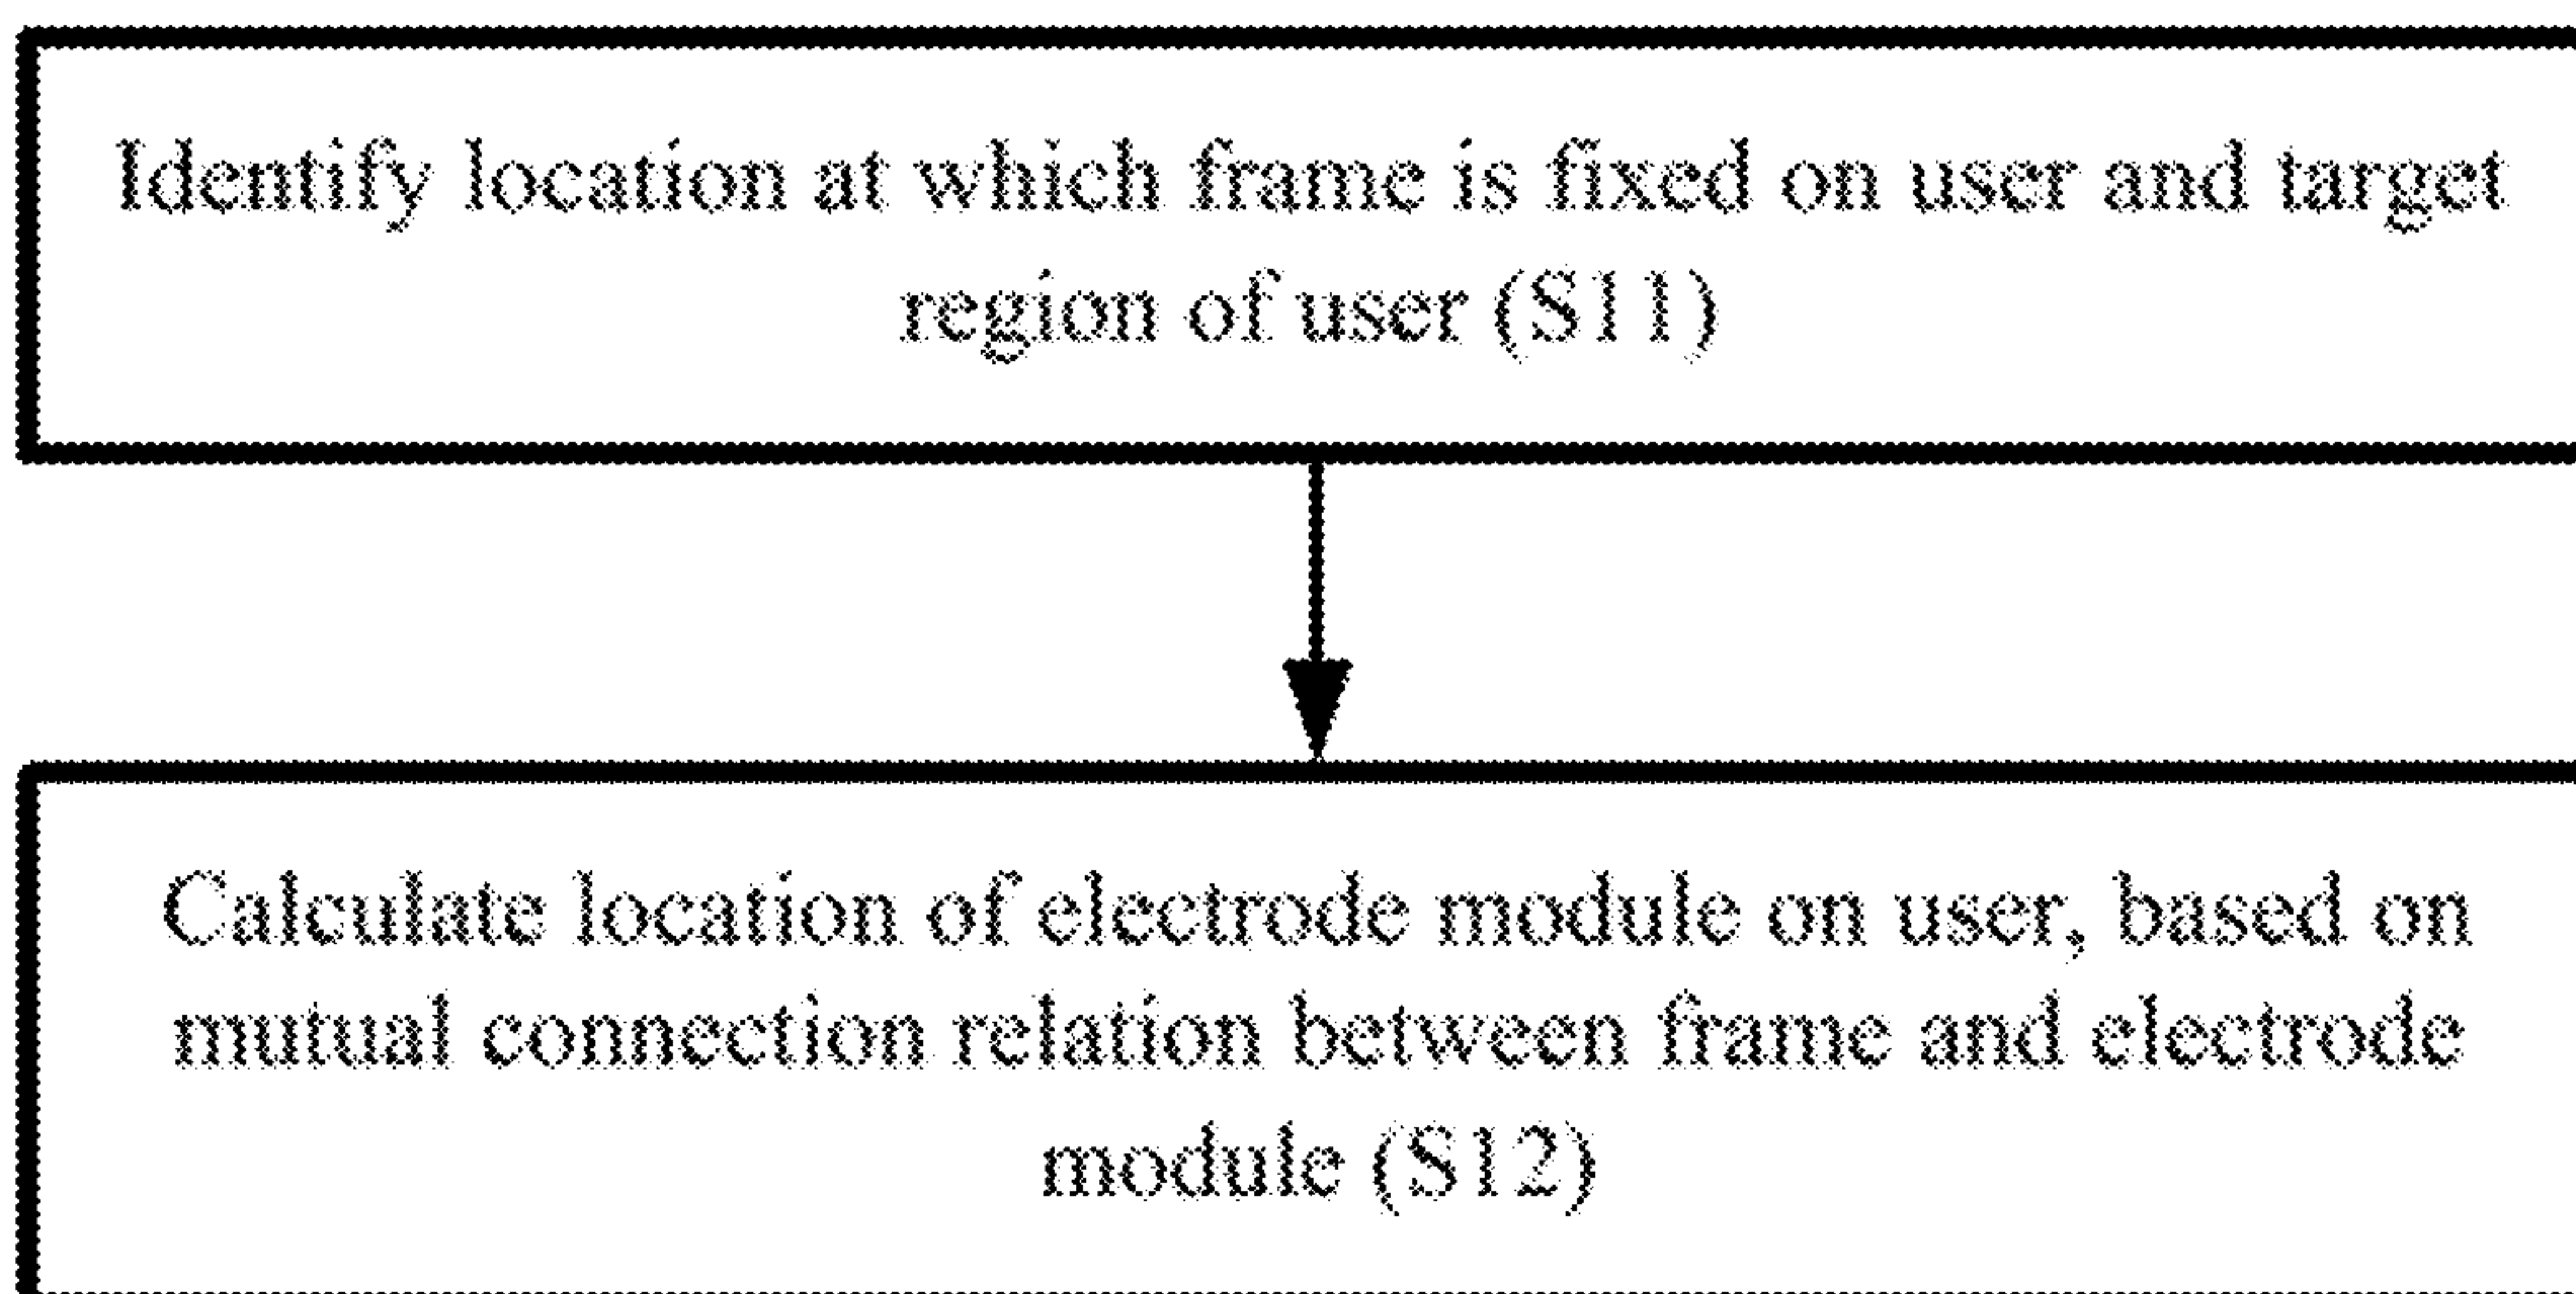 Identify location at which frame is fixed on user and target
region of user (S11)
Calculate location of electrode module on user, based on
mutual connection relation between frame and electrode
module (S12)